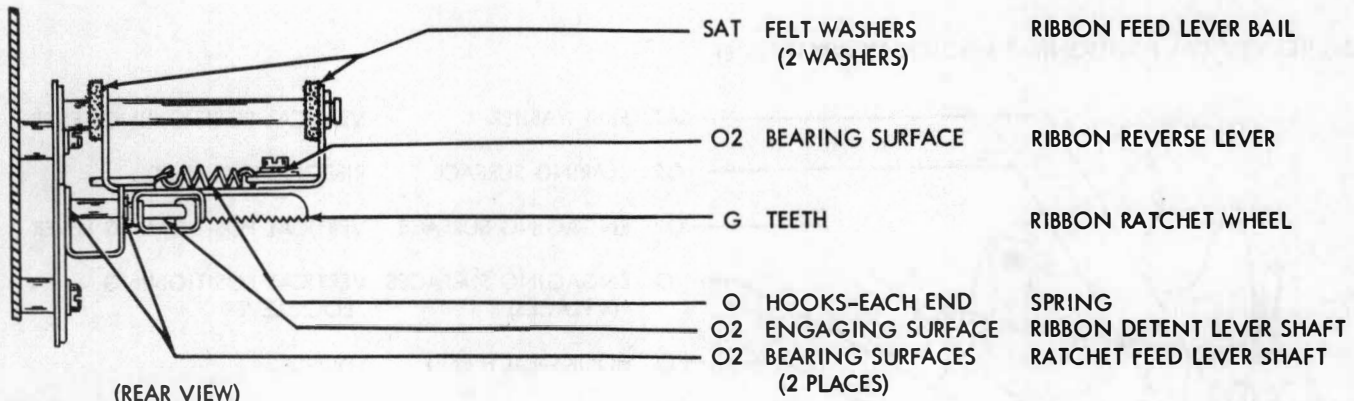 SAT FELT WASHERS RIBBON FEED LEVER BAIL
(2 WASHERS)
O2 BEARING SURFACE RIBBON REVERSE LEVER
G TEETH RIBBON RATCHET WHEEL
O HOOKS-EACH END SPRING
O2 ENGAGING SURFACE RIBBON DETENT LEVER SHAFT
O2 BEARING SURFACES RATCHET FEED LEVER SHAFT
(2 PLACES)
(REAR VIEW)